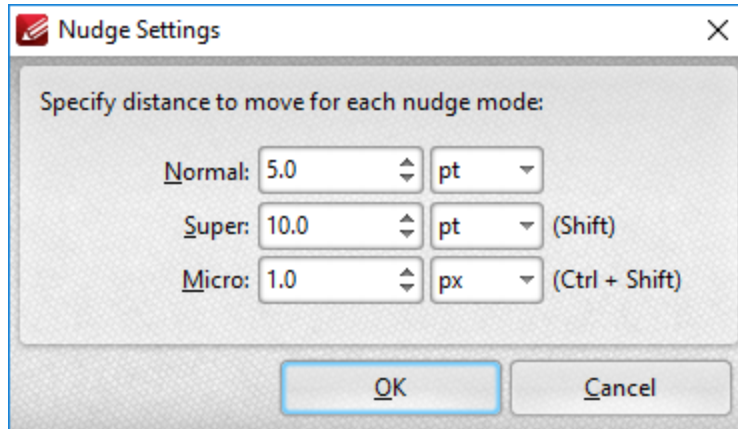 Nudge Settings
Specify distance to move for each nudge mode:
Normal: 5.0 pt
Super: 10.0 pt (Shift)
Micro: 1.0 px (Ctrl + Shift)
OK Cancel